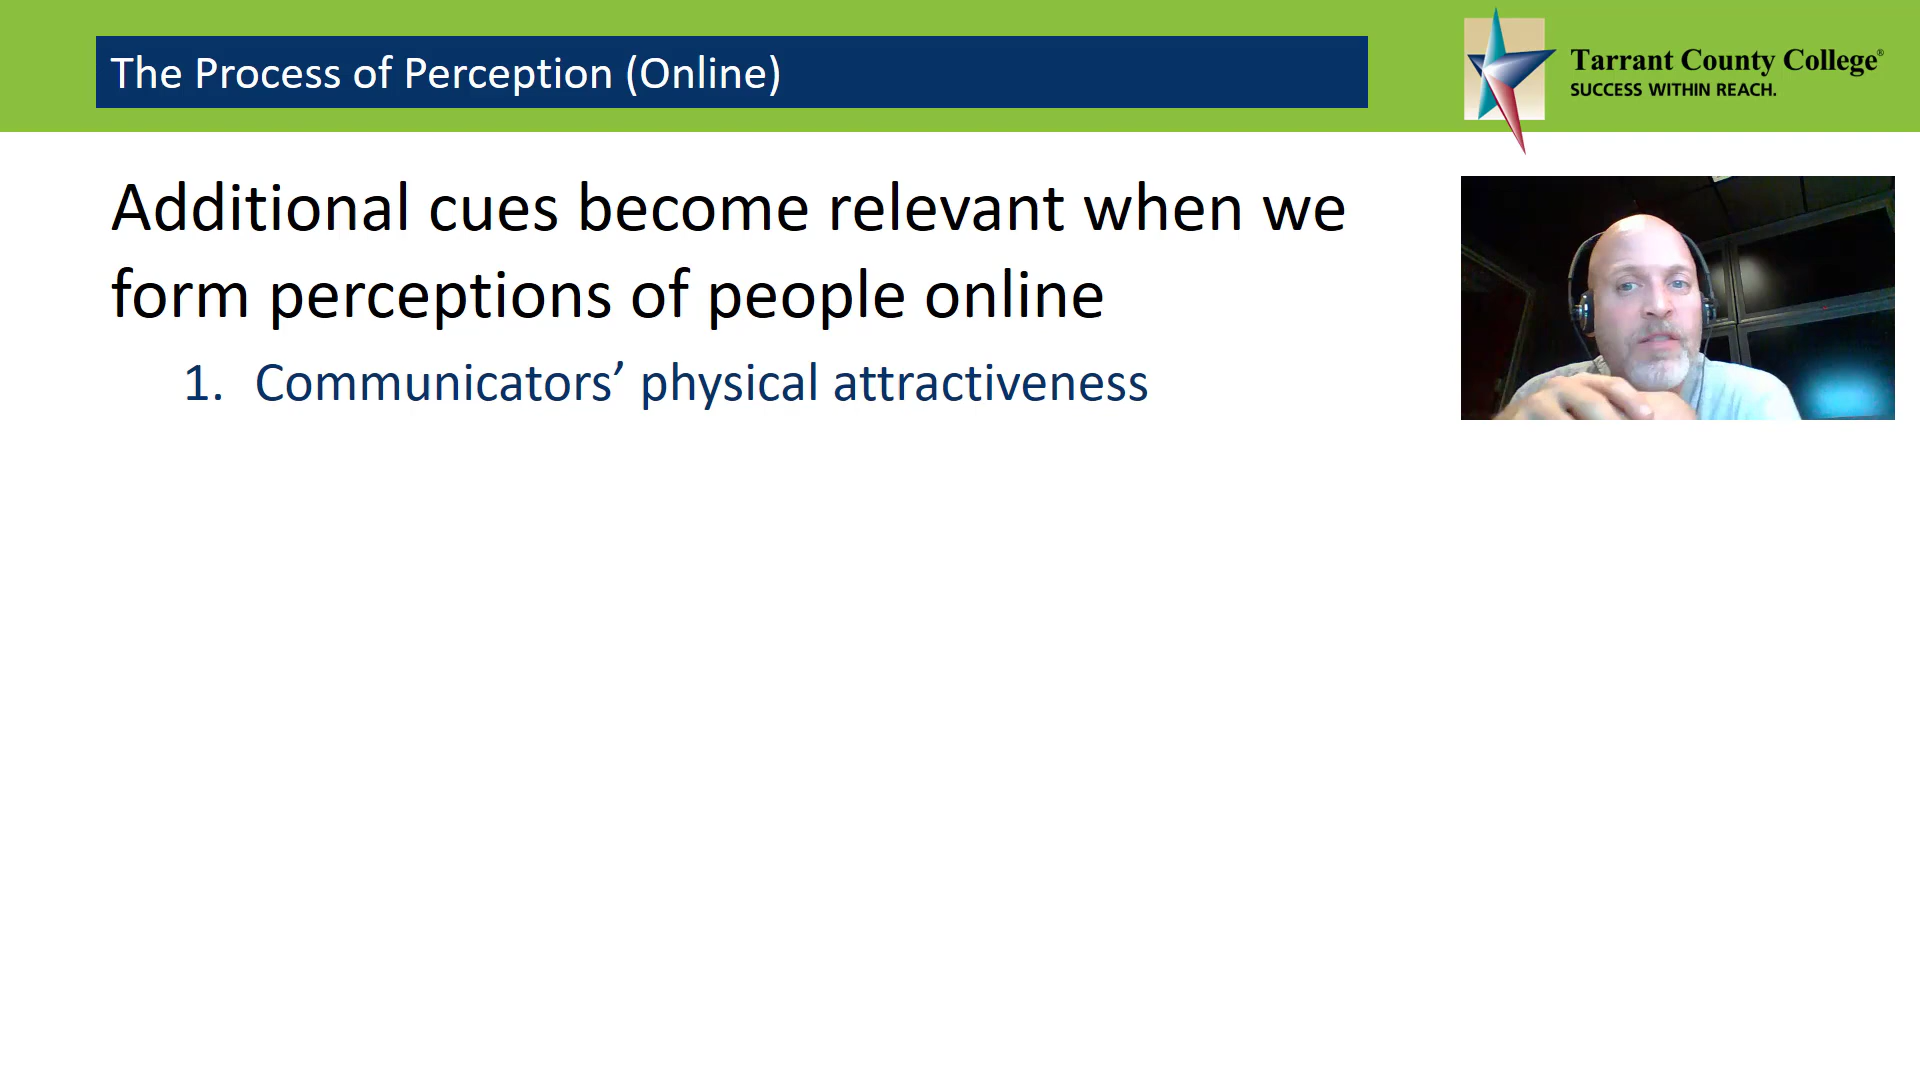 The Process of Perception (Online)
Tarrant County College®
SUCCESS WITHIN REACH.
Additional cues become relevant when we
form perceptions of people online
1. Communicators’ physical attractiveness